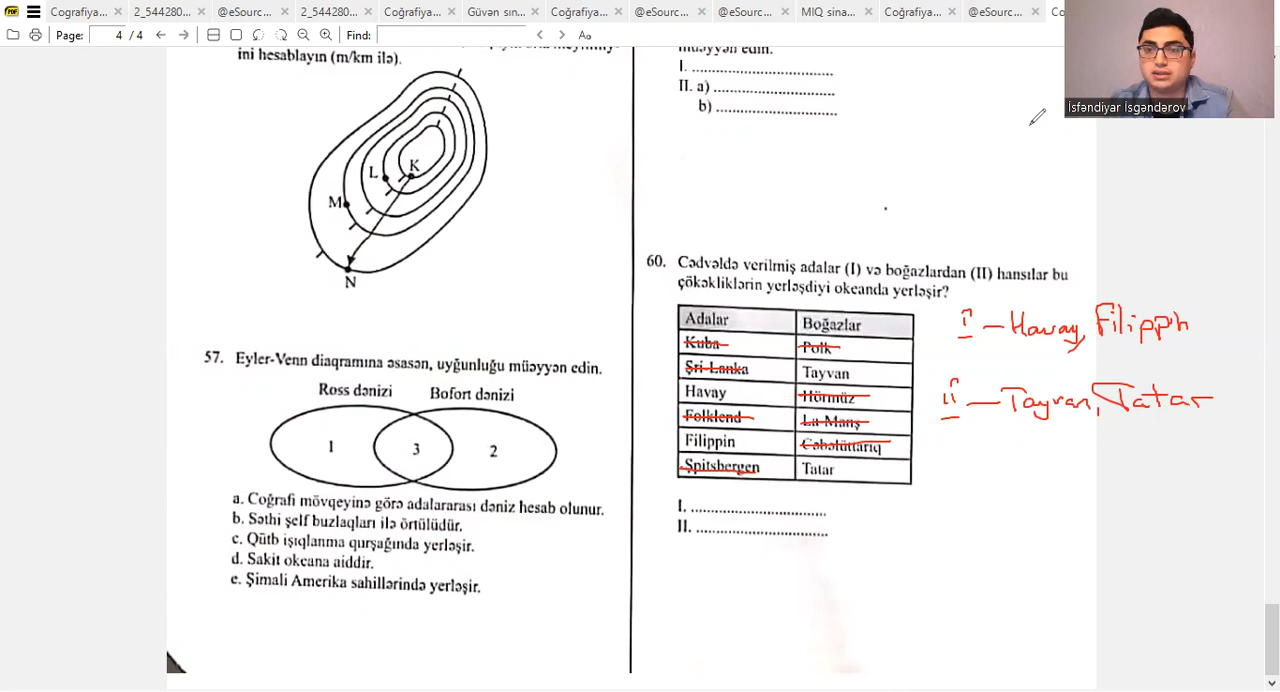 Cografiya...
2_544280...
@eSourc...
2_544280...
Coğrafiya...
Güvən sın...
Coğrafiya...
@eSourc...
@eSourc...
MIQ sina...
Coğrafiya...
@eSourc...
Co
Page: 4 / 4
Find:
İsfəndiyar İsgəndərov
ini hesablayın (m/km ilə).
K
L
M
N
57. Eyler-Venn diaqramına əsasən, uyğunluğu müəyyən edin.
Ross dənizi Bofort dənizi
1 3 2
a. Coğrafi mövqeyinə görə adalararası dəniz hesab olunur.
b. Səthi şelf buzlaqları ilə örtülüdür.
c. Qütb işıqlanma qurşağında yerləşir.
d. Sakit okeana aiddir.
e. Şimali Amerika sahillərində yerləşir.
müəyyən edin.
I. ..............................
II. a) ..............................
b) ..............................
60. Cədvəldə verilmiş adalar (I) və boğazlardan (II) hansılar bu
çökəkliklərin yerləşdiyi okeanda yerləşir?
Adalar Boğazlar
Kuba Polk
Şri-Lanka Tayvan
Havay Hörmüz
Folklend La-Manş
Filippin Cəbəlüttariq
Şpitsbergen Tatar
I. ..............................
II. ..............................
I – Havay, Filippin
II – Tayvan, Tatar